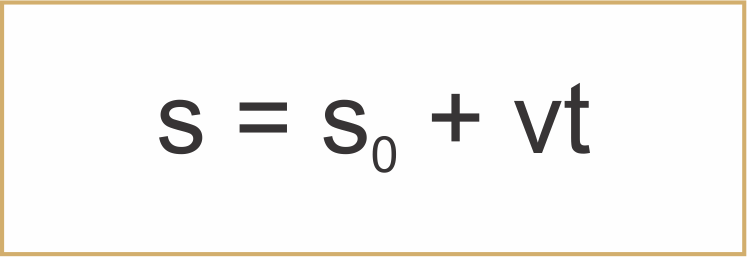 s = s₀ + vt